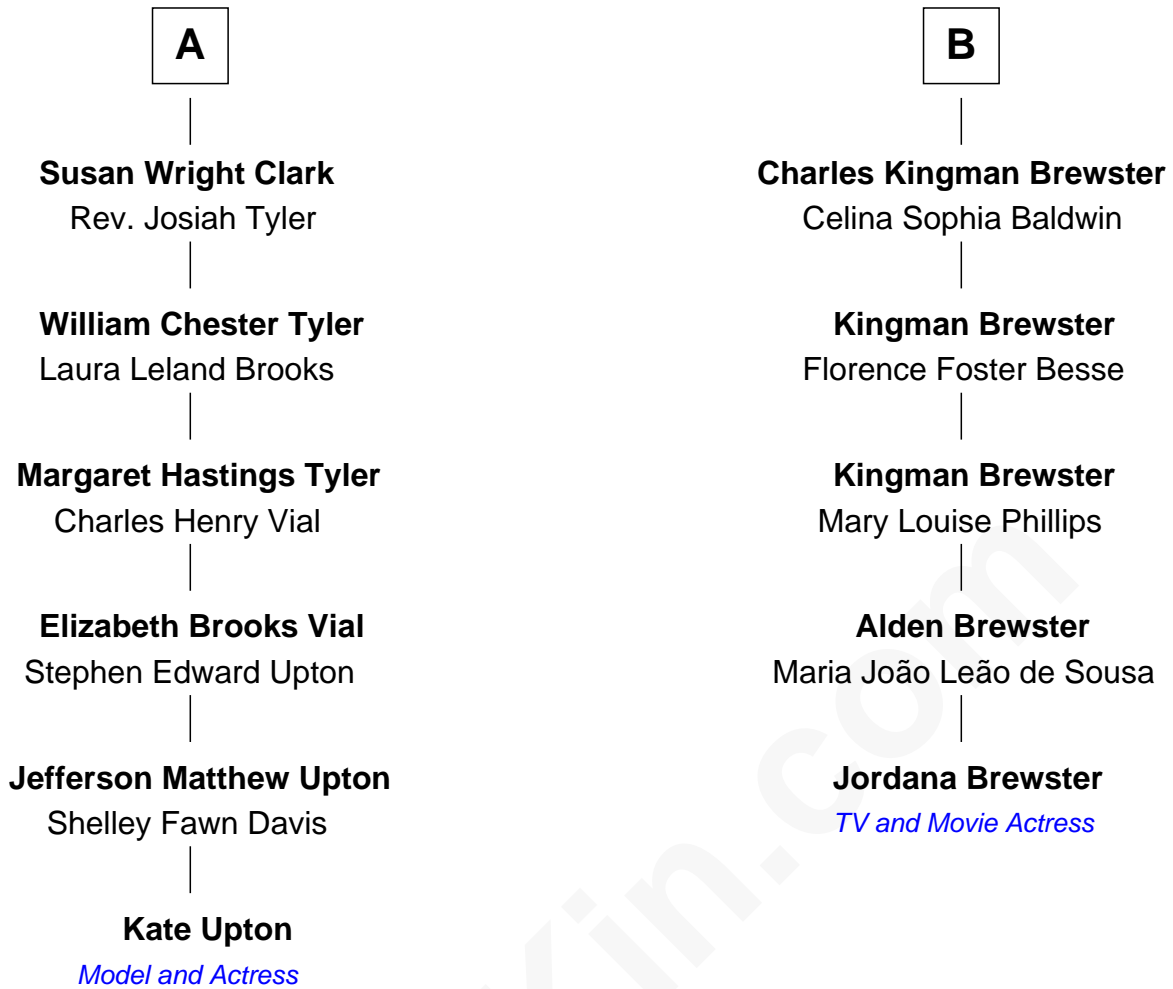 A
Susan Wright Clark
Rev. Josiah Tyler
William Chester Tyler
Laura Leland Brooks
Margaret Hastings Tyler
Charles Henry Vial
Elizabeth Brooks Vial
Stephen Edward Upton
Jefferson Matthew Upton
Shelley Fawn Davis
Kate Upton
Model and Actress
B
Charles Kingman Brewster
Celina Sophia Baldwin
Kingman Brewster
Florence Foster Besse
Kingman Brewster
Mary Louise Phillips
Alden Brewster
Maria João Leão de Sousa
Jordana Brewster
TV and Movie Actress
Kin.com